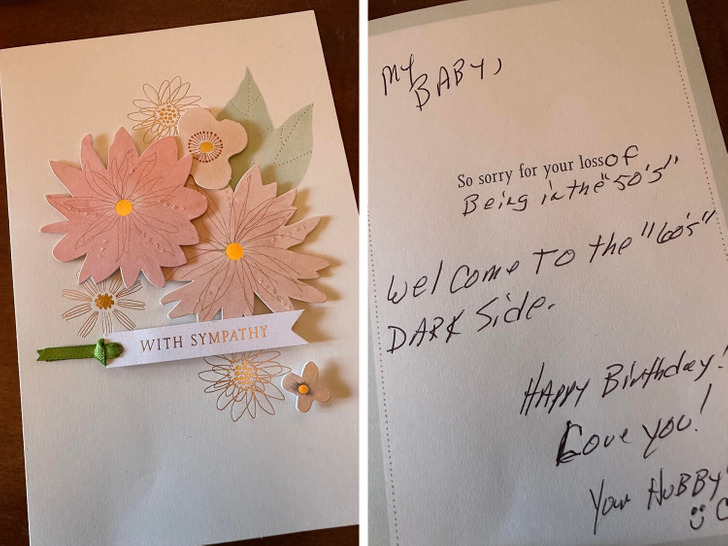 WITH SYMPATHY
My
BABY,
So sorry for your loss of
Being in the "50's"
Welcome To the "60's"
DARK Side.
HAPPY Birthday!
Love you!
Your HuBBY